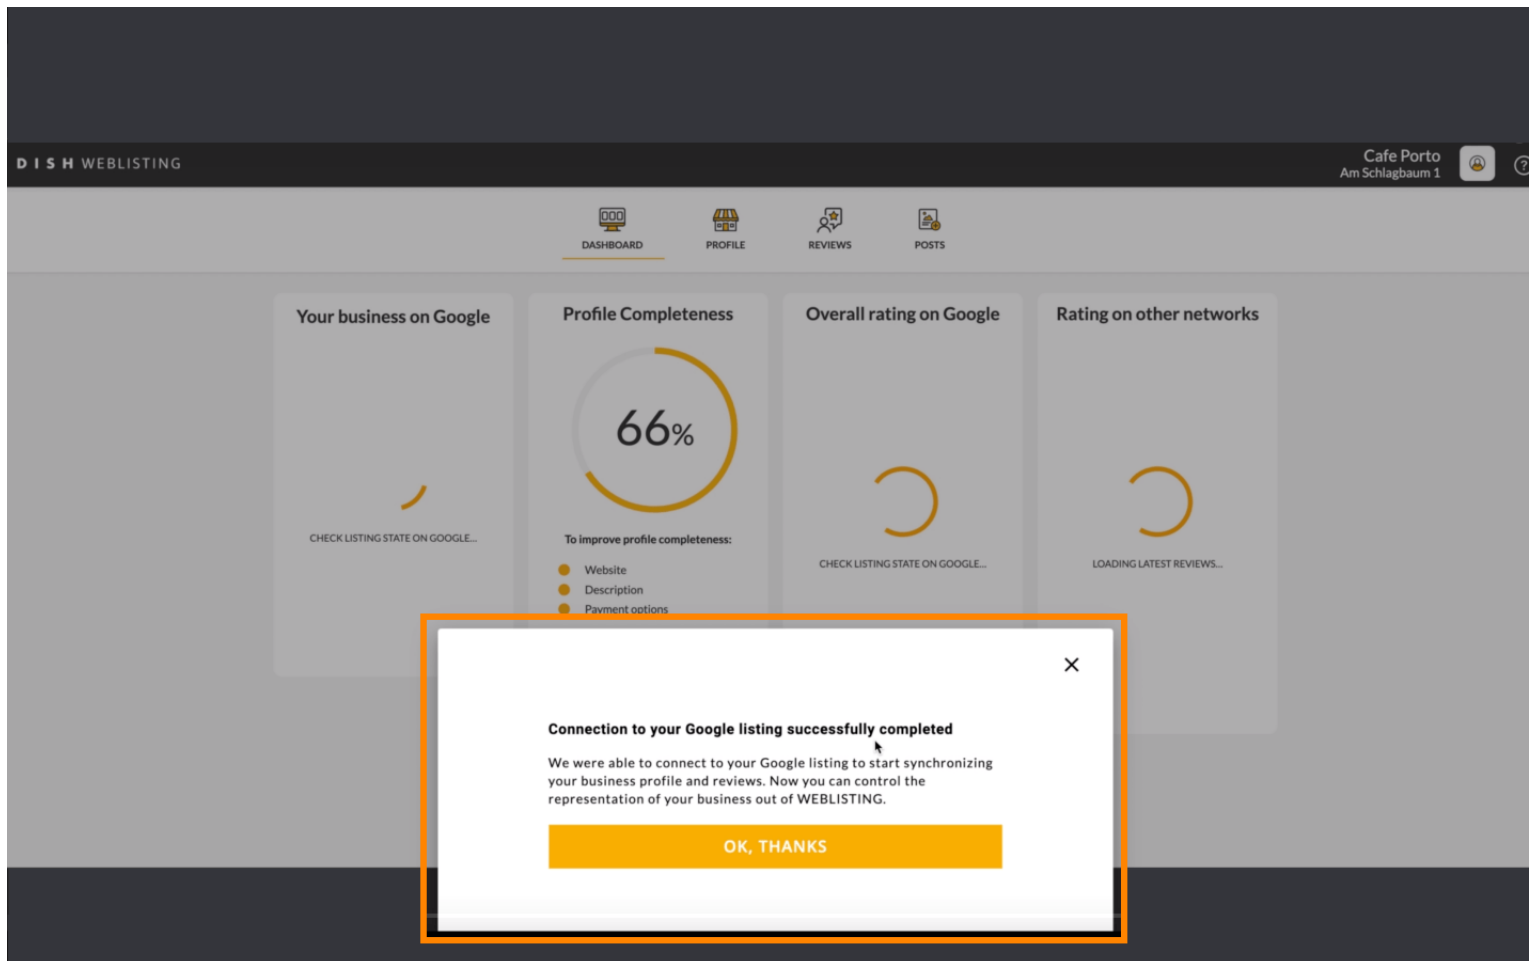 DISH WEBLISTING
Cafe Porto
Am Schlagbaum 1
DASHBOARD
PROFILE
REVIEWS
POSTS
Your business on Google
CHECK LISTING STATE ON GOOGLE...
Profile Completeness
66%
To improve profile completeness:
Website
Description
Payment options
Overall rating on Google
CHECK LISTING STATE ON GOOGLE...
Rating on other networks
LOADING LATEST REVIEWS...
Connection to your Google listing successfully completed
We were able to connect to your Google listing to start synchronizing
your business profile and reviews. Now you can control the
representation of your business out of WEBLISTING.
OK, THANKS